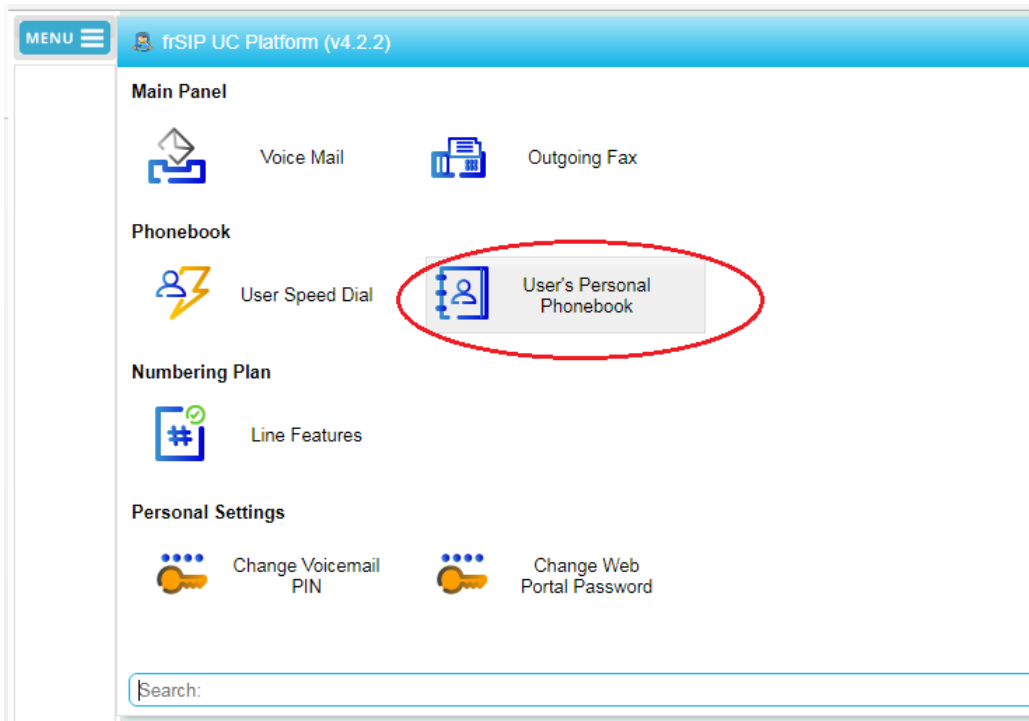 MENU
frSIP UC Platform (v4.2.2)
Main Panel
Voice Mail
Outgoing Fax
Phonebook
User Speed Dial
User's Personal
Phonebook
Numbering Plan
#
Line Features
Personal Settings
Change Voicemail
PIN
Change Web
Portal Password
Search: